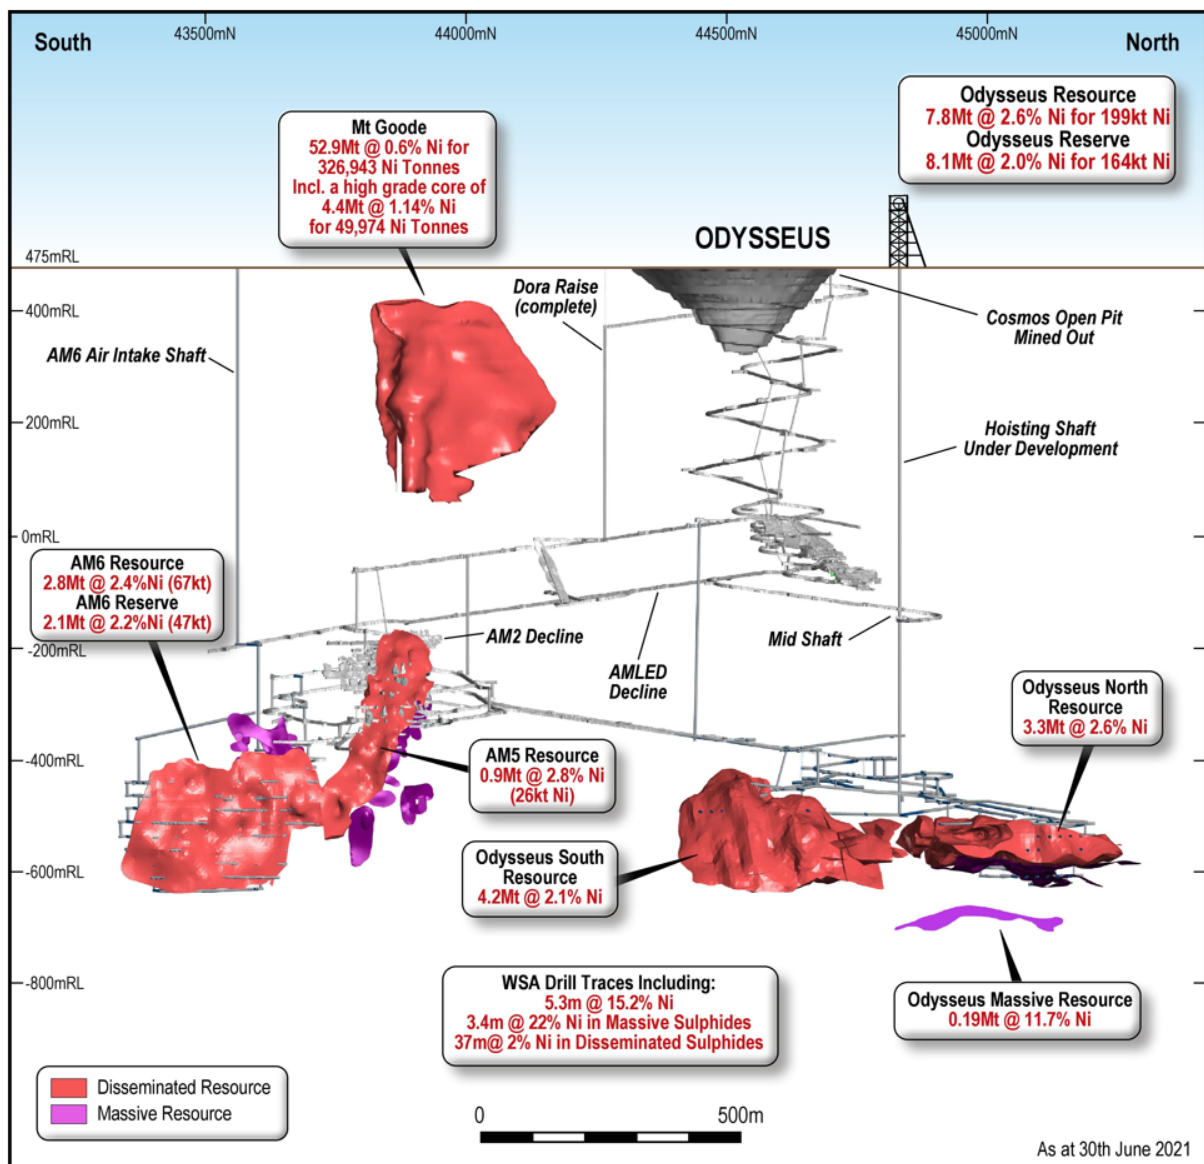 South
43500mN
44000mN
44500mN
45000mN
North
Odysseus Resource
7.8Mt @ 2.6% Ni for 199kt Ni
Odysseus Reserve
8.1Mt @ 2.0% Ni for 164kt Ni
Mt Goode
52.9Mt @ 0.6% Ni for
326,943 Ni Tonnes
Incl. a high grade core of
4.4Mt @ 1.14% Ni
for 49,974 Ni Tonnes
ODYSSEUS
475mRL
400mRL
200mRL
0mRL
-200mRL
-400mRL
-600mRL
-800mRL
AM6 Air Intake Shaft
Dora Raise
(complete)
Cosmos Open Pit
Mined Out
Hoisting Shaft
Under Development
AM6 Resource
2.8Mt @ 2.4%Ni (67kt)
AM6 Reserve
2.1Mt @ 2.2%Ni (47kt)
AM2 Decline
AMLED
Decline
Mid Shaft
Odysseus North
Resource
3.3Mt @ 2.6% Ni
AM5 Resource
0.9Mt @ 2.8% Ni
(26kt Ni)
Odysseus South
Resource
4.2Mt @ 2.1% Ni
WSA Drill Traces Including:
5.3m @ 15.2% Ni
3.4m @ 22% Ni in Massive Sulphides
37m@ 2% Ni in Disseminated Sulphides
Odysseus Massive Resource
0.19Mt @ 11.7% Ni
Disseminated Resource
Massive Resource
0
500m
As at 30th June 2021